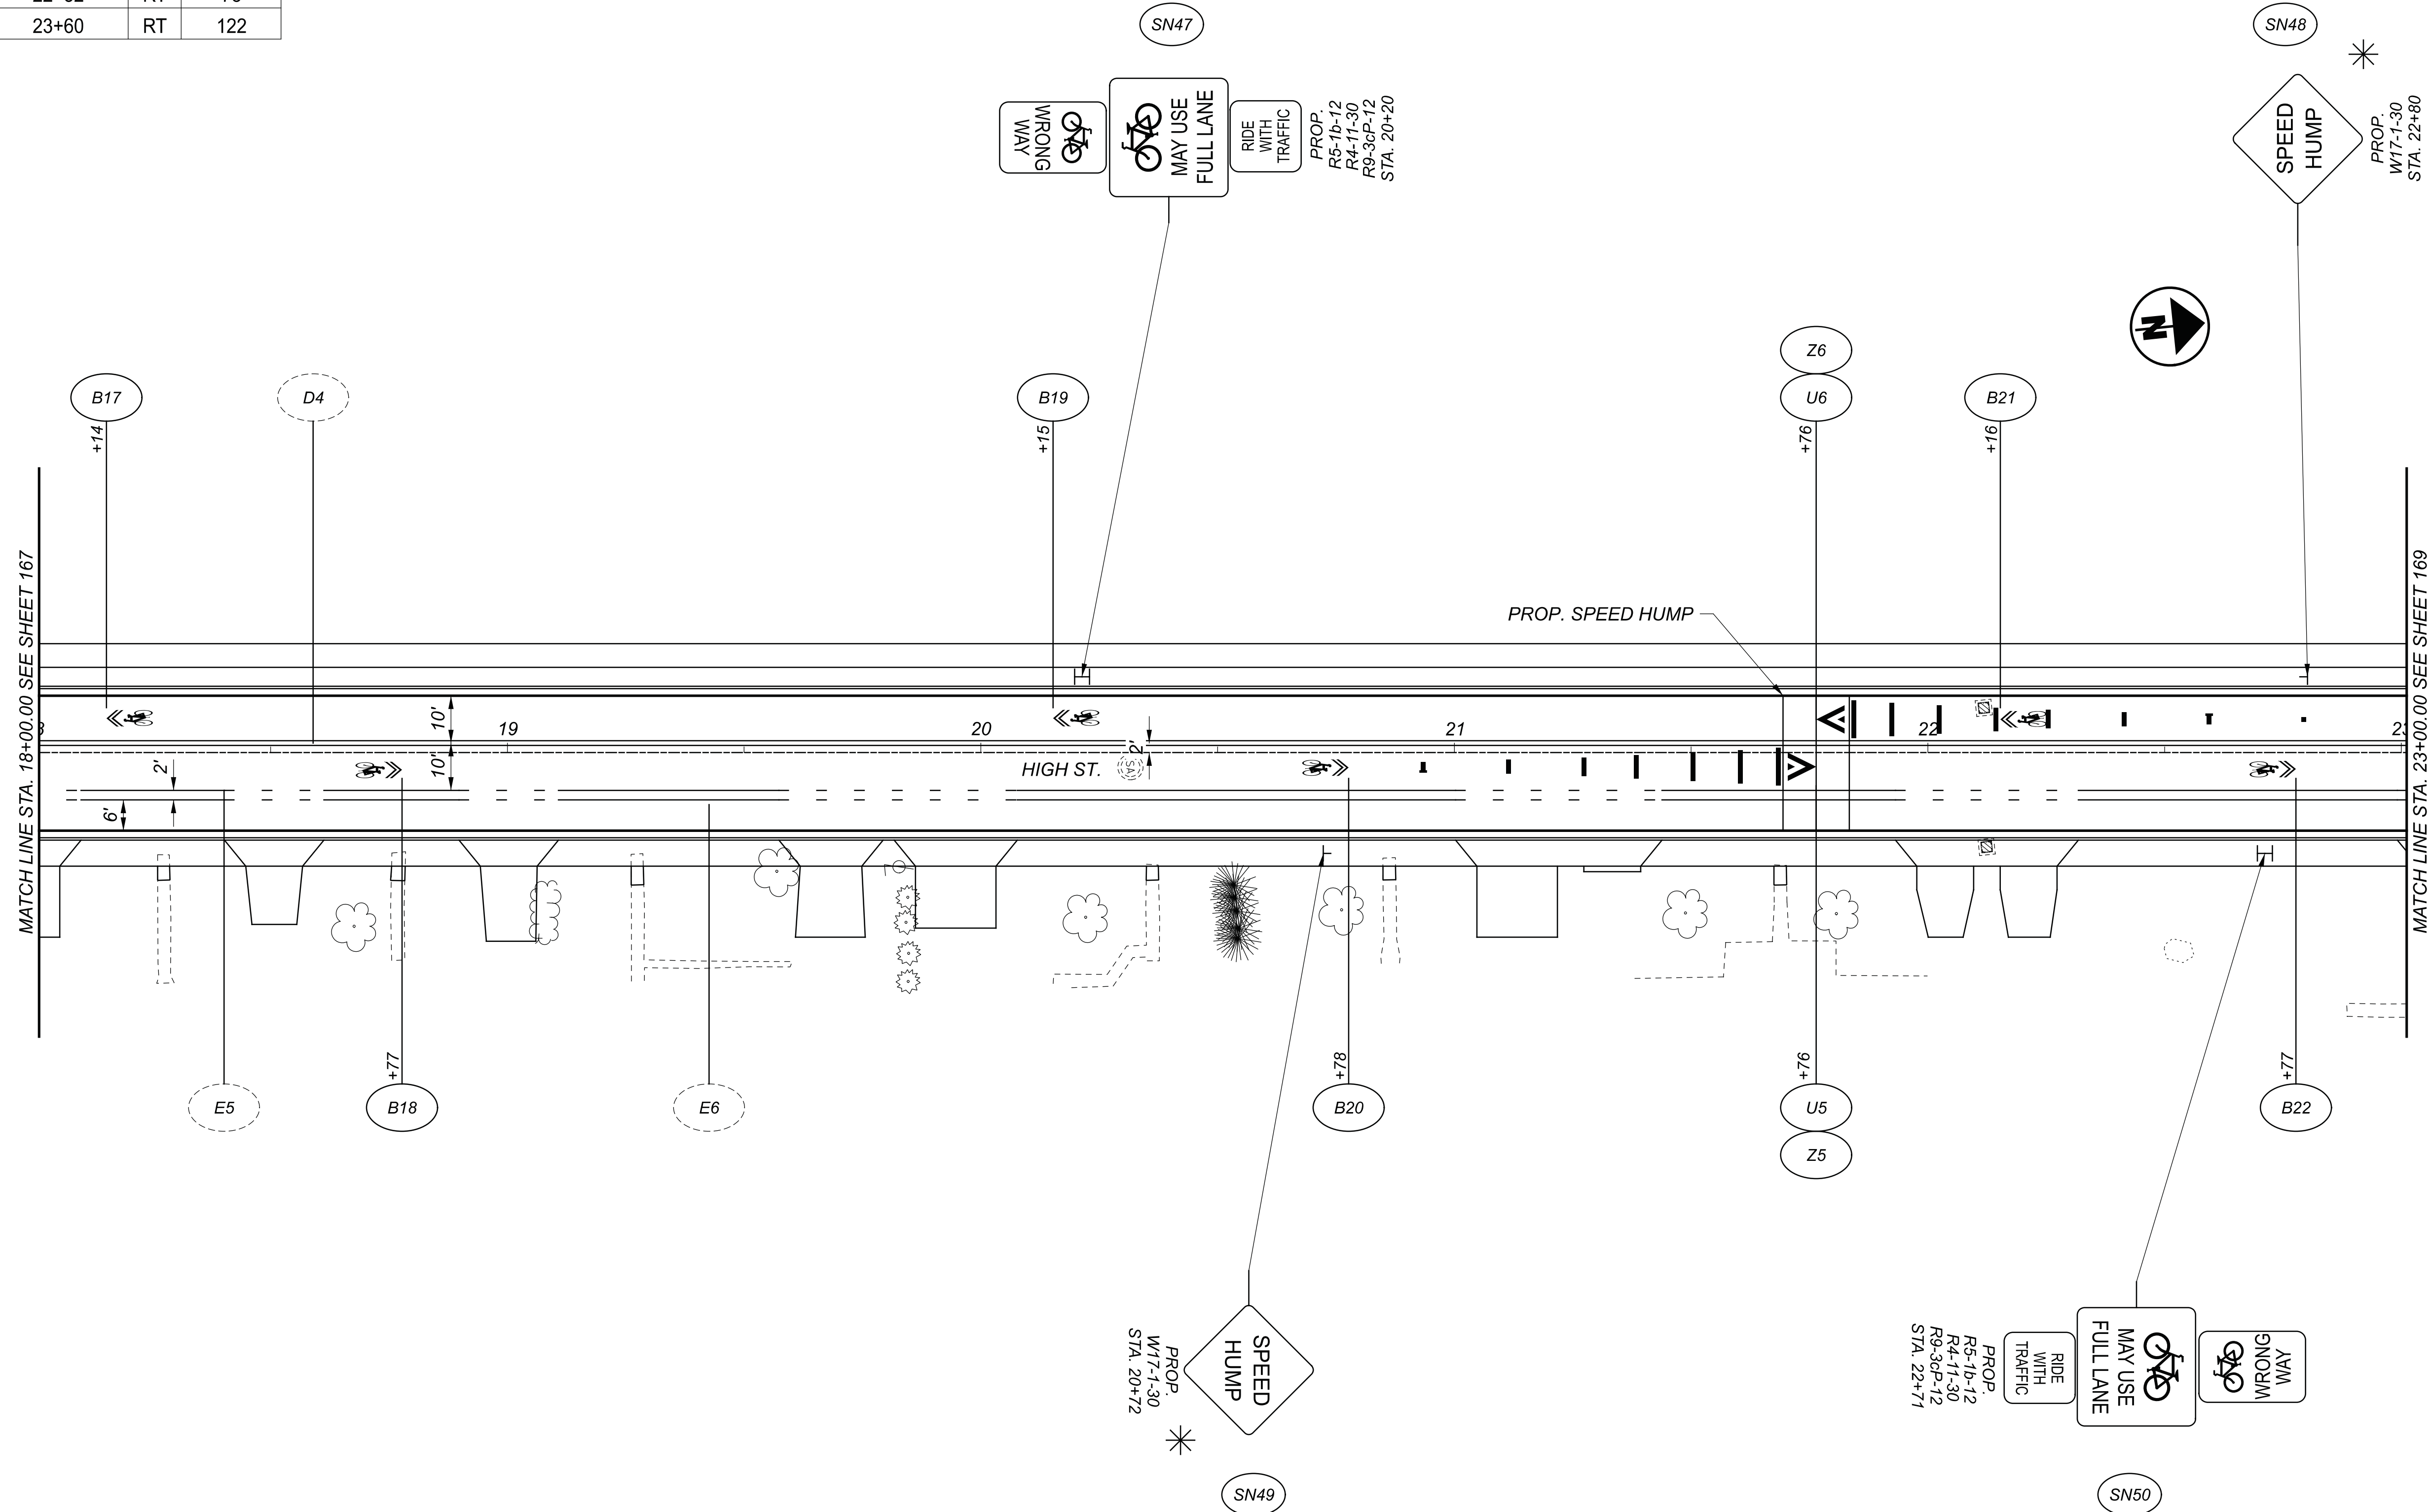 23+60 RT 122
SN47
SN48
WRONG
WAY
MAY USE
FULL LANE
RIDE
WITH
TRAFFIC
PROP.
R5-1b-12
R4-11-30
R9-3cP-12
STA. 20+20
SPEED
HUMP
PROP.
W17-1-30
STA. 22+80
N
Z6
B17
D4
B19
U6
B21
+14
+15
+76
+16
MATCH LINE STA. 18+00.00 SEE SHEET 167
MATCH LINE STA. 23+00.00 SEE SHEET 169
PROP. SPEED HUMP
10'
19
20
21
22
10'
2'
2'
6'
HIGH ST.
SA
+77
+78
+76
+77
E5
B18
E6
B20
U5
B22
Z5
SPEED
HUMP
PROP.
W17-1-30
STA. 20+72
PROP.
R5-1b-12
R4-11-30
R9-3cP-12
STA. 22+71
RIDE
WITH
TRAFFIC
MAY USE
FULL LANE
WRONG
WAY
SN49
SN50